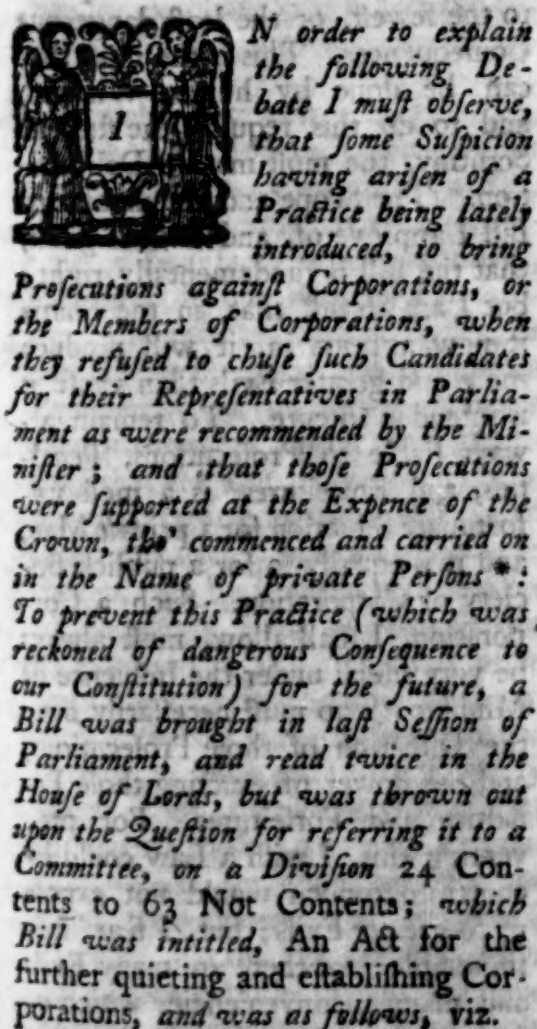 IN order to explain
the following De-
bate I muſt obſerve,
that ſome Suſpicion
having ariſen of a
Practice being lately
introduced, to bring
Proſecutions againſt Corporations, or
the Members of Corporations, when
they refuſed to chuſe ſuch Candidates
for their Repreſentatives in Parlia-
ment as were recommended by the Mi-
niſter; and that thoſe Proſecutions
were ſupported at the Expence of the
Crown, tho' commenced and carried on
in the Name of private Perſons *:
To prevent this Practice (which was
reckoned of dangerous Conſequence to
our Conſtitution) for the future, a
Bill was brought in laſt Seſſion of
Parliament, and read twice in the
Houſe of Lords, but was thrown out
upon the Queſtion for referring it to a
Committee, on a Diviſion 24 Con-
tents to 63 Not Contents; which
Bill was intitled, An Act for the
further quieting and eſtabliſhing Cor-
porations, and was as follows, viz.